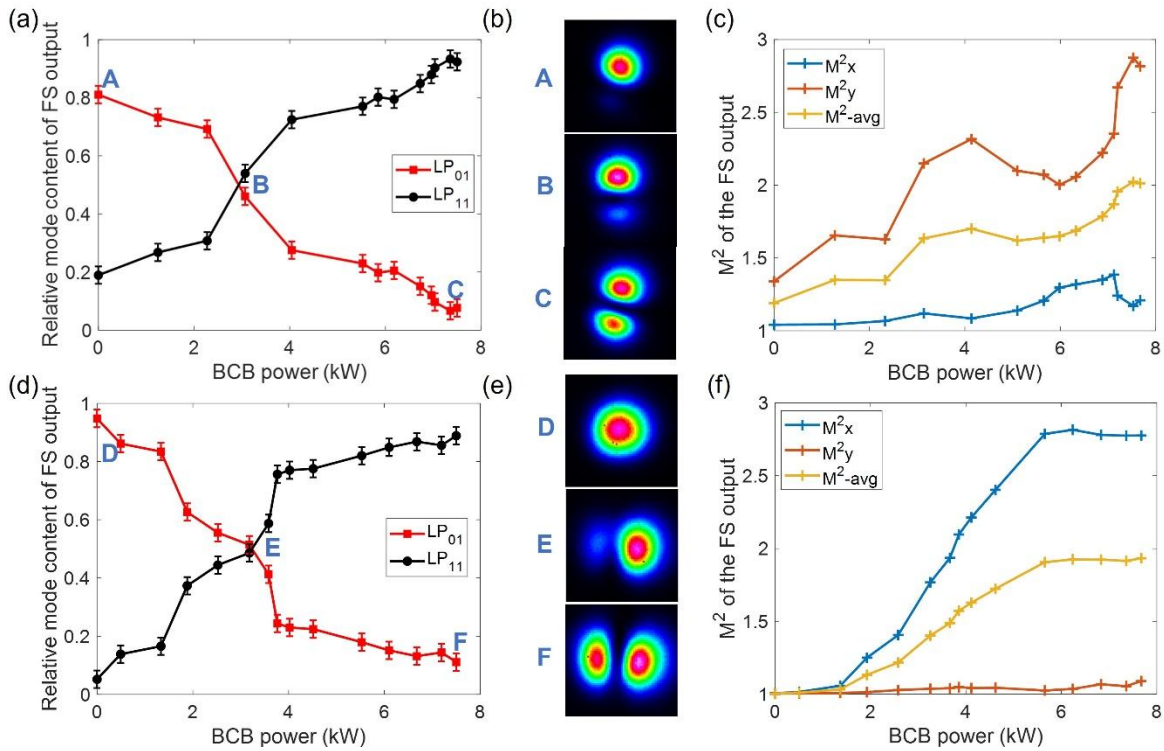 (a)
Relative mode content of FS output
1
0.8
0.6
0.4
0.2
0
A
B
C
LP01
LP11
0 2 4 6 8
BCB power (kW)
(b)
A
B
C
(c)
M²of the FS output
3
2.5
2
1.5
1
M²x
M²y
M²-avg
0 2 4 6 8
BCB power (kW)
(d)
Relative mode content of FS output
1
0.8
0.6
0.4
0.2
0
D
E
F
LP01
LP11
0 2 4 6 8
BCB power (kW)
(e)
D
E
F
(f)
M² of the FS output
3
2.5
2
1.5
1
M²x
M²y
M²-avg
0 2 4 6 8
BCB power (kW)